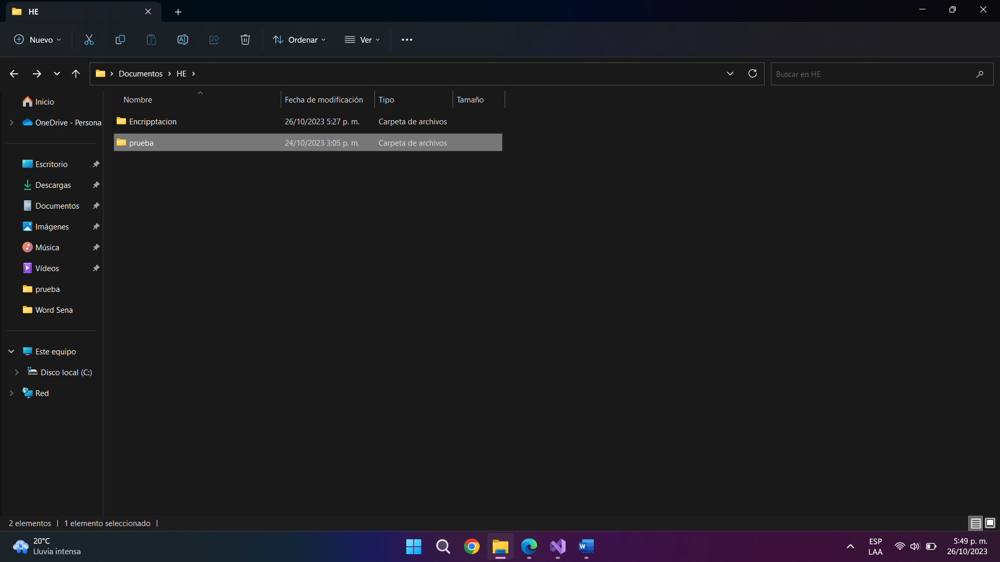 HE
Nuevo
Ordenar
Ver
Documentos
HE
Buscar en HE
Nombre
Fecha de modificación
Tipo
Tamaño
Encripptacion
26/10/2023 5:27 p. m.
Carpeta de archivos
prueba
24/10/2023 3:05 p. m.
Carpeta de archivos
Inicio
OneDrive - Persona
Escritorio
Descargas
Documentos
Imágenes
Música
Vídeos
prueba
Word Sena
Este equipo
Disco local (C:)
Red
2 elementos
1 elemento seleccionado
20°C
Lluvia intensa
W
ESP
LAA
5:49 p. m.
26/10/2023